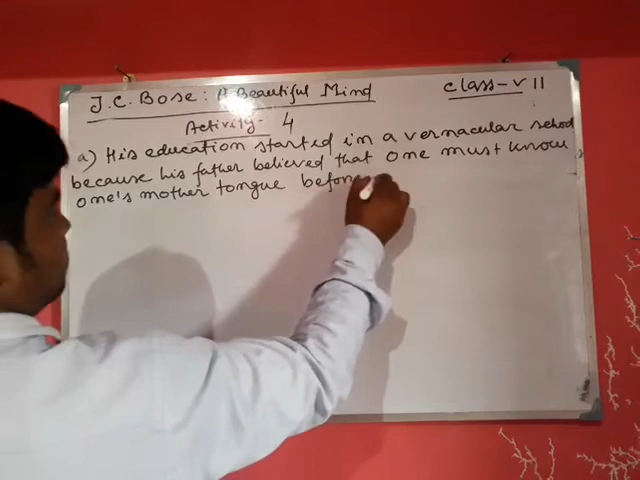 J.C. Bose: A Beautiful Mind
class-VII
Activity- 4
a) His education started in a vernacular school
because his father believed that one must know
one's mother tongue before